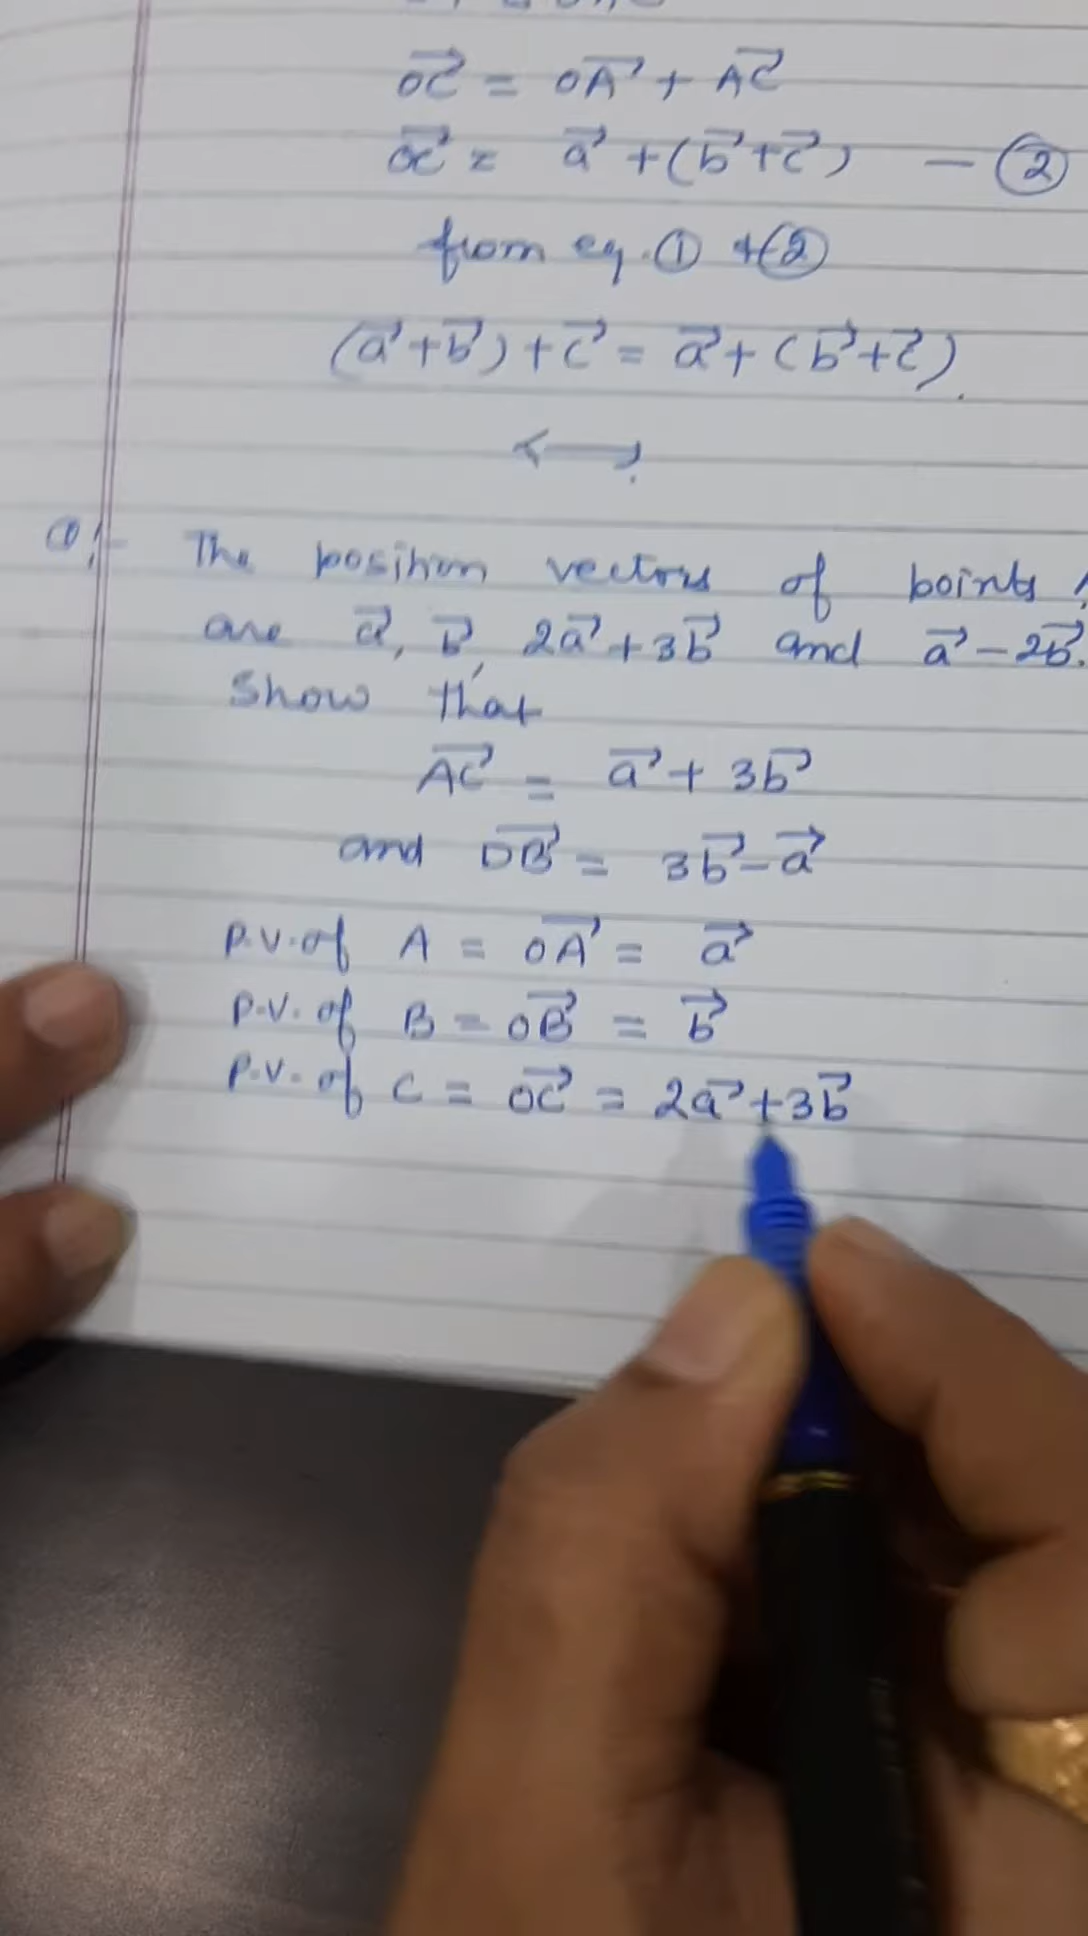 OC⃗ = OA⃗ + AC⃗
OC⃗ = a⃗ + (b⃗ + c⃗) — ②
from eq. ① + ②
(a⃗ + b⃗) + c⃗ = a⃗ + (b⃗ + c⃗).
Q:- The position vectors of points
are a⃗, b⃗, 2a⃗ + 3b⃗ and a⃗ - 2b⃗.
Show that
AC⃗ = a⃗ + 3b⃗
and DB⃗ = 3b⃗ - a⃗
P.V. of A = OA⃗ = a⃗
P.V. of B = OB⃗ = b⃗
P.V. of C = OC⃗ = 2a⃗ + 3b⃗